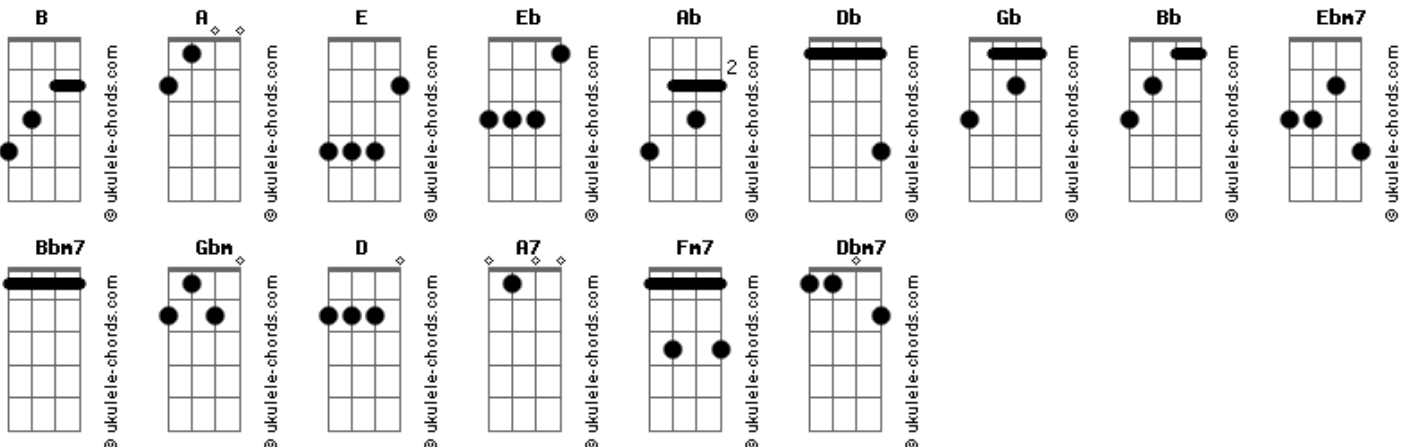 B A E Eb Ab Db Gb Bb Ebm7
2
© ukulele-chords.com © ukulele-chords.com © ukulele-chords.com © ukulele-chords.com © ukulele-chords.com © ukulele-chords.com © ukulele-chords.com © ukulele-chords.com © ukulele-chords.com
Bbm7 Gbm D A7 Fm7 Dbm7
© ukulele-chords.com © ukulele-chords.com © ukulele-chords.com © ukulele-chords.com © ukulele-chords.com © ukulele-chords.com